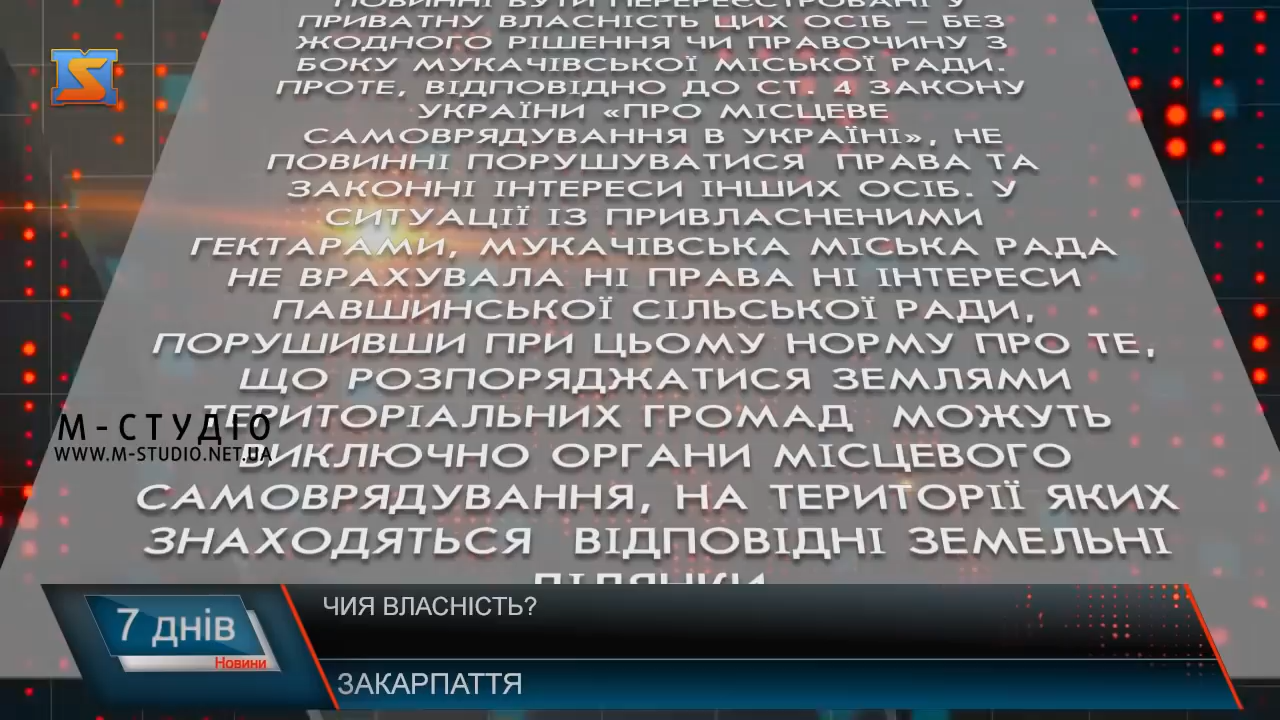 ПОВИННІ БУТИ ПЕРЕРЕЄСТРОВАНІ У
ПРИВАТНУ ВЛАСНІСТЬ ЦИХ ОСІБ – БЕЗ
ЖОДНОГО РІШЕННЯ ЧИ ПРАВОЧИНУ З
БОКУ МУКАЧІВСЬКОЇ МІСЬКОЇ РАДИ.
ПРОТЕ, ВІДПОВІДНО ДО СТ. 4 ЗАКОНУ
УКРАЇНИ «ПРО МІСЦЕВЕ
САМОВРЯДУВАННЯ В УКРАЇНІ», НЕ
ПОВИННІ ПОРУШУВАТИСЯ ПРАВА ТА
ЗАКОННІ ІНТЕРЕСИ ІНШИХ ОСІБ. У
СИТУАЦІЇ ІЗ ПРИВЛАСНЕНИМИ
ГЕКТАРАМИ, МУКАЧІВСЬКА МІСЬКА РАДА
НЕ ВРАХУВАЛА НІ ПРАВА НІ ІНТЕРЕСИ
ПАВШИНСЬКОЇ СІЛЬСЬКОЇ РАДИ,
ПОРУШИВШИ ПРИ ЦЬОМУ НОРМУ ПРО ТЕ,
ЩО РОЗПОРЯДЖАТИСЯ ЗЕМЛЯМИ
ТЕРИТОРІАЛЬНИХ ГРОМАД МОЖУТЬ
ВИКЛЮЧНО ОРГАНИ МІСЦЕВОГО
САМОВРЯДУВАННЯ, НА ТЕРИТОРІЇ ЯКИХ
ЗНАХОДЯТЬСЯ ВІДПОВІДНІ ЗЕМЕЛЬНІ
ДІЛЯНКИ
М-СТУДІО
WWW.M-STUDIO.NET.UA
7 днів
Новини
ЧИЯ ВЛАСНІСТЬ?
ЗАКАРПАТТЯ